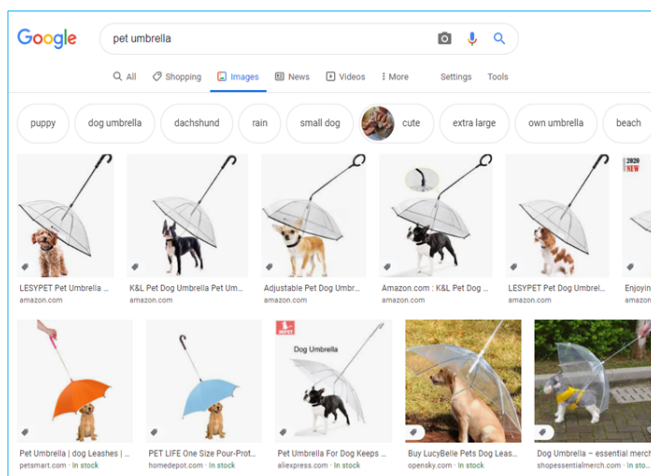 Google
pet umbrella
All Shopping Images News Videos More Settings Tools
puppy dog umbrella dachshund rain small dog cute extra large own umbrella beach
2020
NEW
LESYPET Pet Umbrella ... K&L Pet Dog Umbrella Pet Um... Adjustable Pet Dog Umbr... Amazon.com : K&L Pet Dog ... LESYPET Pet Dog Umbrel... Enjoyin
amazon.com amazon.com amazon.com amazon.com amazon.com amazon
Dog Umbrella
Pet Umbrella | dog Leashes | ... PET LIFE One Size Pour-Prot... Pet Umbrella For Dog Keeps ... Buy LucyBelle Pets Dog Leas... Dog Umbrella – essential merch
petsmart.com · In stock homedepot.com · In stock aliexpress.com · In stock opensky.com · In stock shopessentialmerch.com · In sto...